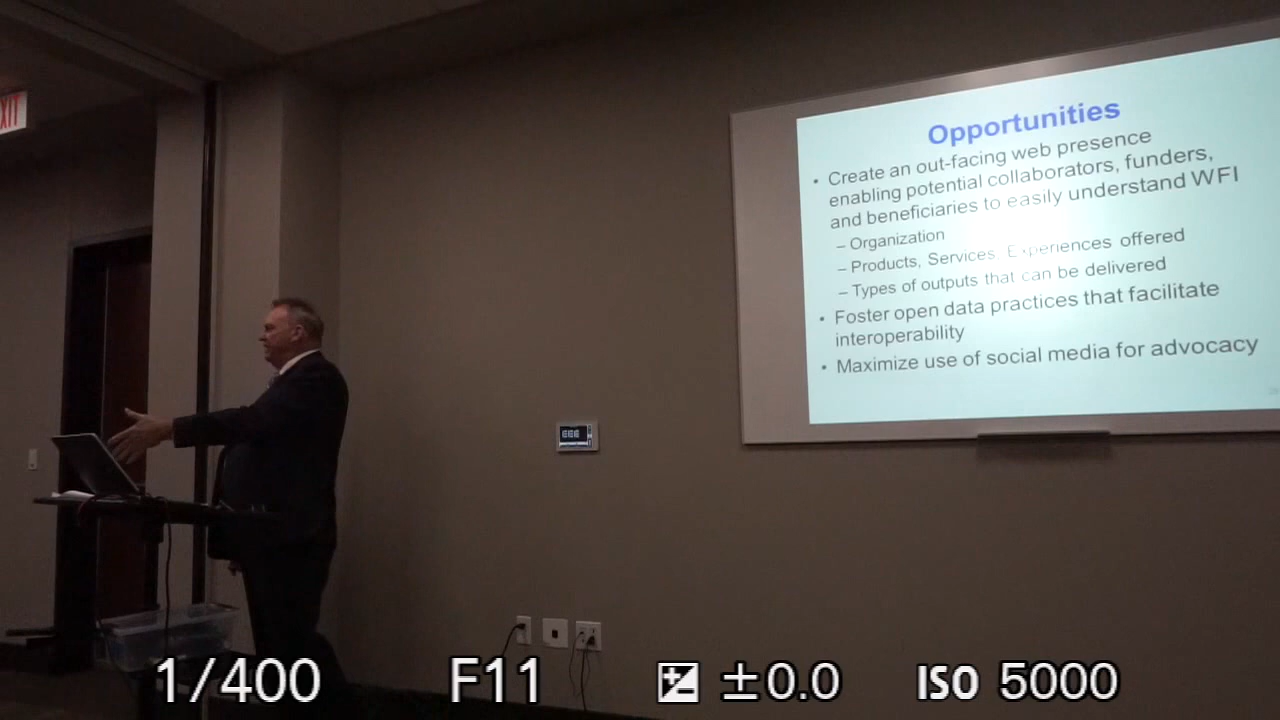 XIT
Opportunities
• Create an out-facing web presence
enabling potential collaborators, funders,
and beneficiaries to easily understand WFI
– Organization
– Products, Services, Experiences offered
– Types of outputs that can be delivered
• Foster open data practices that facilitate
interoperability
• Maximize use of social media for advocacy
1/400 F11 ±0.0 ISO 5000